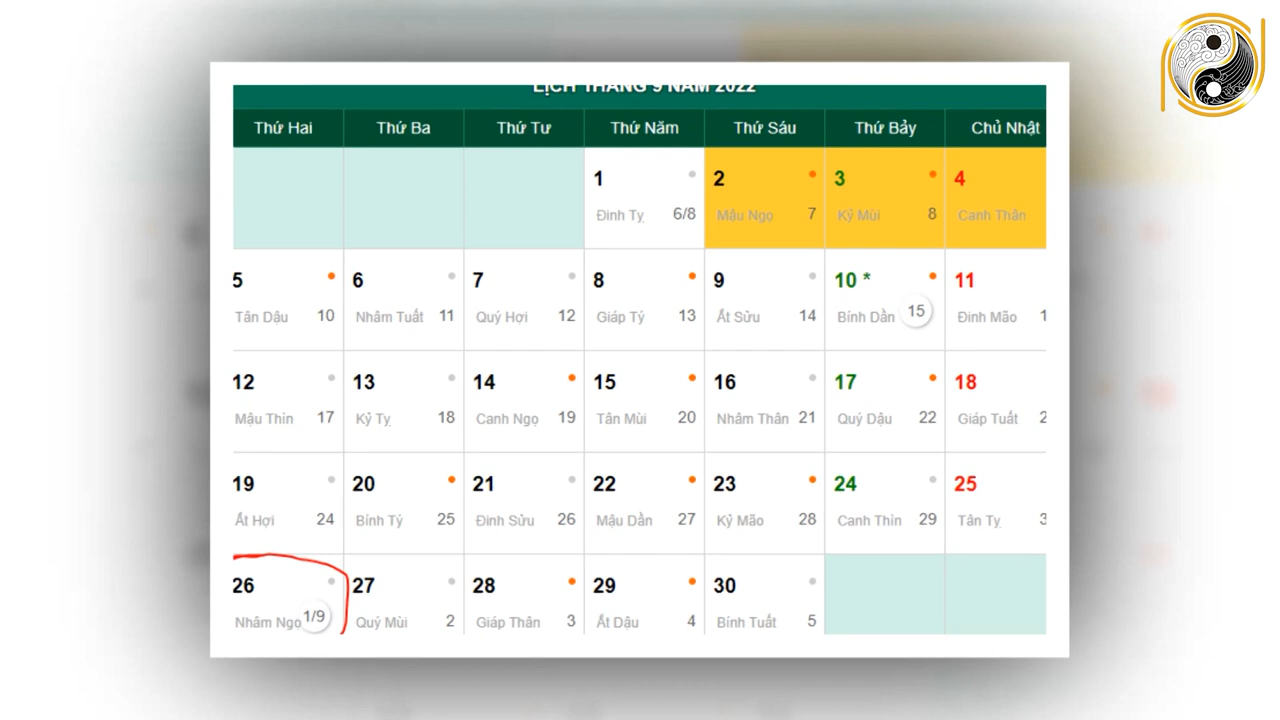 LỊCH THÁNG 9 NĂM 2022
Thứ Hai Thứ Ba Thứ Tư Thứ Năm Thứ Sáu Thứ Bảy Chủ Nhật
1 2 3 4
Đinh Tỵ 6/8 Mậu Ngọ 7 Kỷ Mùi 8 Canh Thân
5 6 7 8 9 10 * 11
Tân Dậu 10 Nhâm Tuất 11 Quý Hợi 12 Giáp Tý 13 Ất Sửu 14 Bính Dần 15 Đinh Mão
12 13 14 15 16 17 18
Mậu Thìn 17 Kỷ Tỵ 18 Canh Ngọ 19 Tân Mùi 20 Nhâm Thân 21 Quý Dậu 22 Giáp Tuất
19 20 21 22 23 24 25
Ất Hợi 24 Bính Tý 25 Đinh Sửu 26 Mậu Dần 27 Kỷ Mão 28 Canh Thìn 29 Tân Tỵ
26 27 28 29 30
Nhâm Ngọ 1/9 Quý Mùi 2 Giáp Thân 3 Ất Dậu 4 Bính Tuất 5